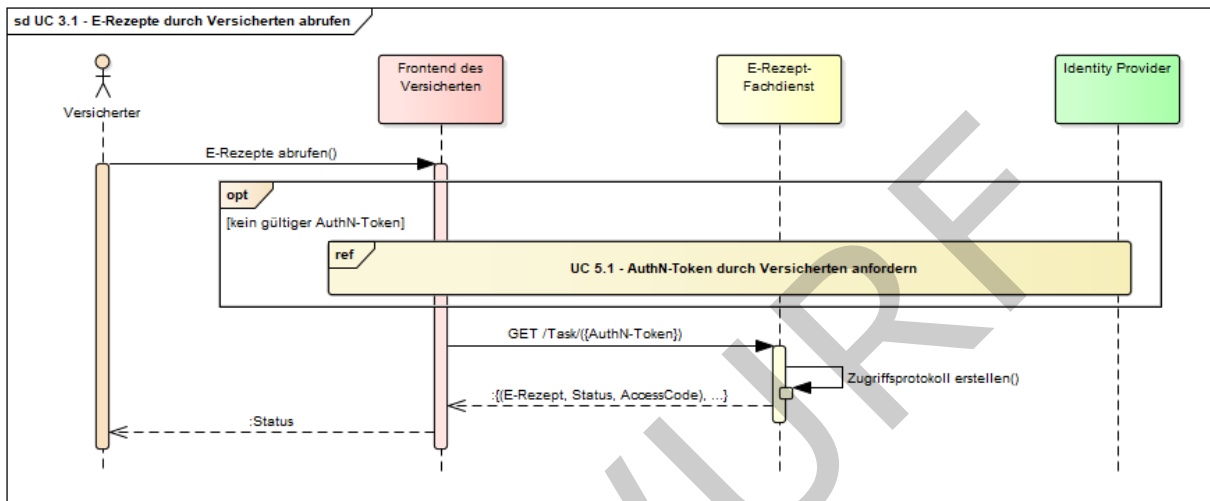 sd UC 3.1 - E-Rezepte durch Versicherten abrufen
Versicherter
Frontend des
Versicherten
E-Rezept-
Fachdienst
Identity Provider
E-Rezepte abrufen()
opt
[kein gültiger AuthN-Token]
ref
UC 5.1 - AuthN-Token durch Versicherten anfordern
GET /Task/({AuthN-Token})
Zugriffsprotokoll erstellen()
:{(E-Rezept, Status, AccessCode), ...}
:Status
WURF